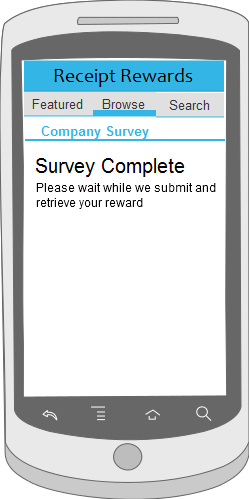 Receipt Rewards
Featured Browse Search
Company Survey
Survey Complete
Please wait while we submit and
retrieve your reward